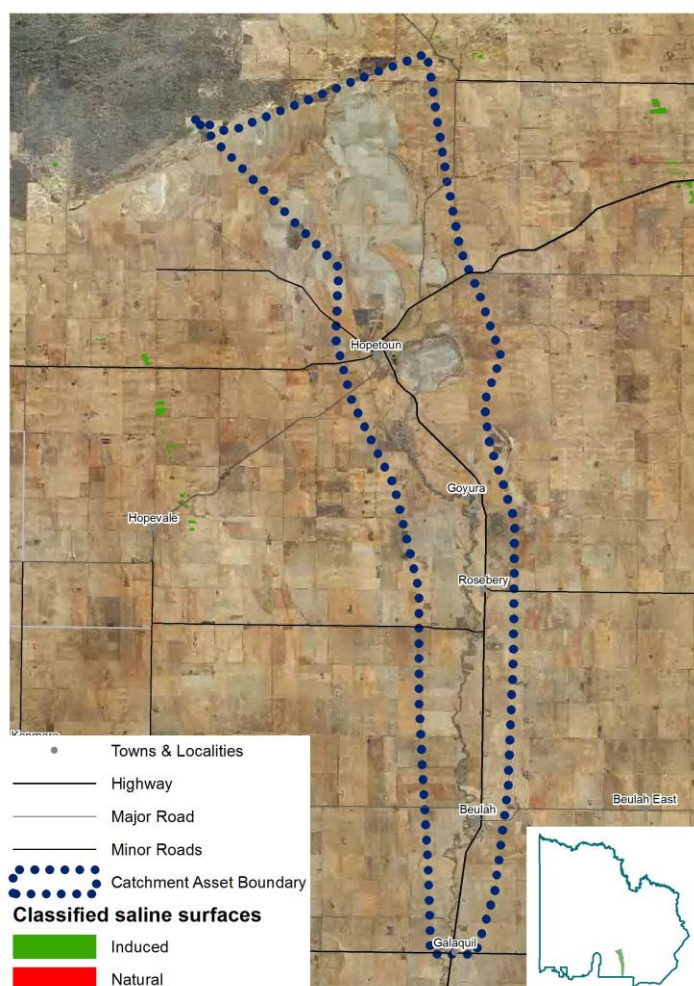 Hopetoun
Goyura
Hopevale
Rosebery
Kenmare
Towns & Localities
Highway
Beulah East
Beulah
Major Road
Minor Roads
Catchment Asset Boundary
Classified saline surfaces
Galaquil
Induced
Natural